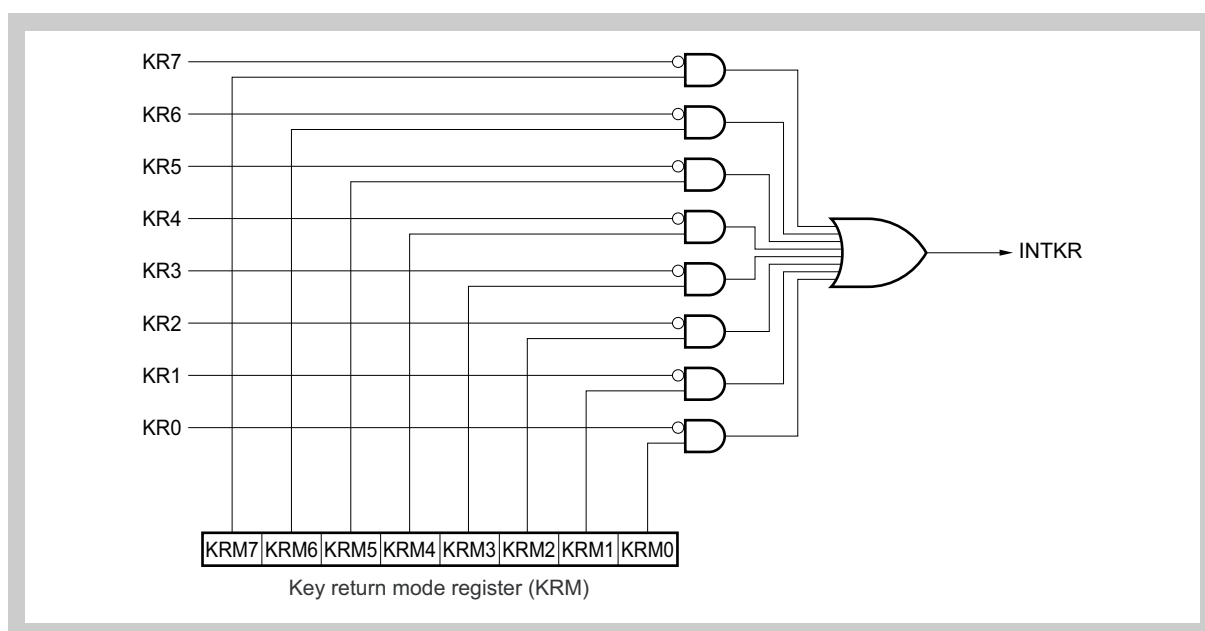 KR7
KR6
KR5
KR4
KR3
KR2
KR1
KR0
INTKR
KRM7 KRM6 KRM5 KRM4 KRM3 KRM2 KRM1 KRM0
Key return mode register (KRM)